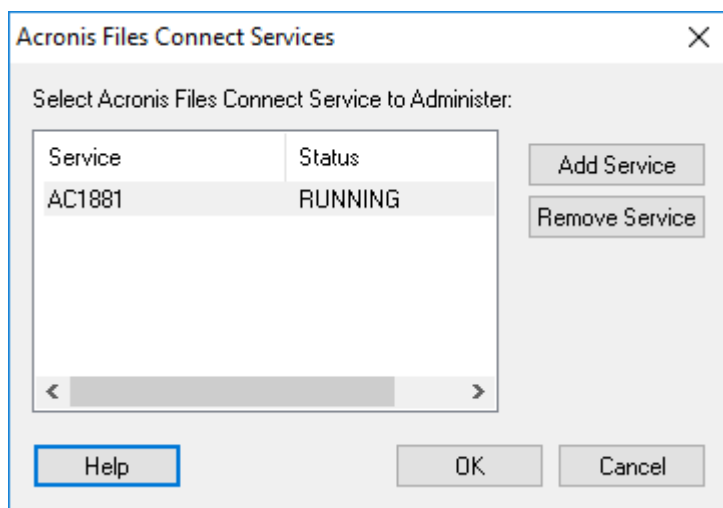 Acronis Files Connect Services
Select Acronis Files Connect Service to Administer:
Service Status
AC1881 RUNNING
Add Service
Remove Service
Help OK Cancel